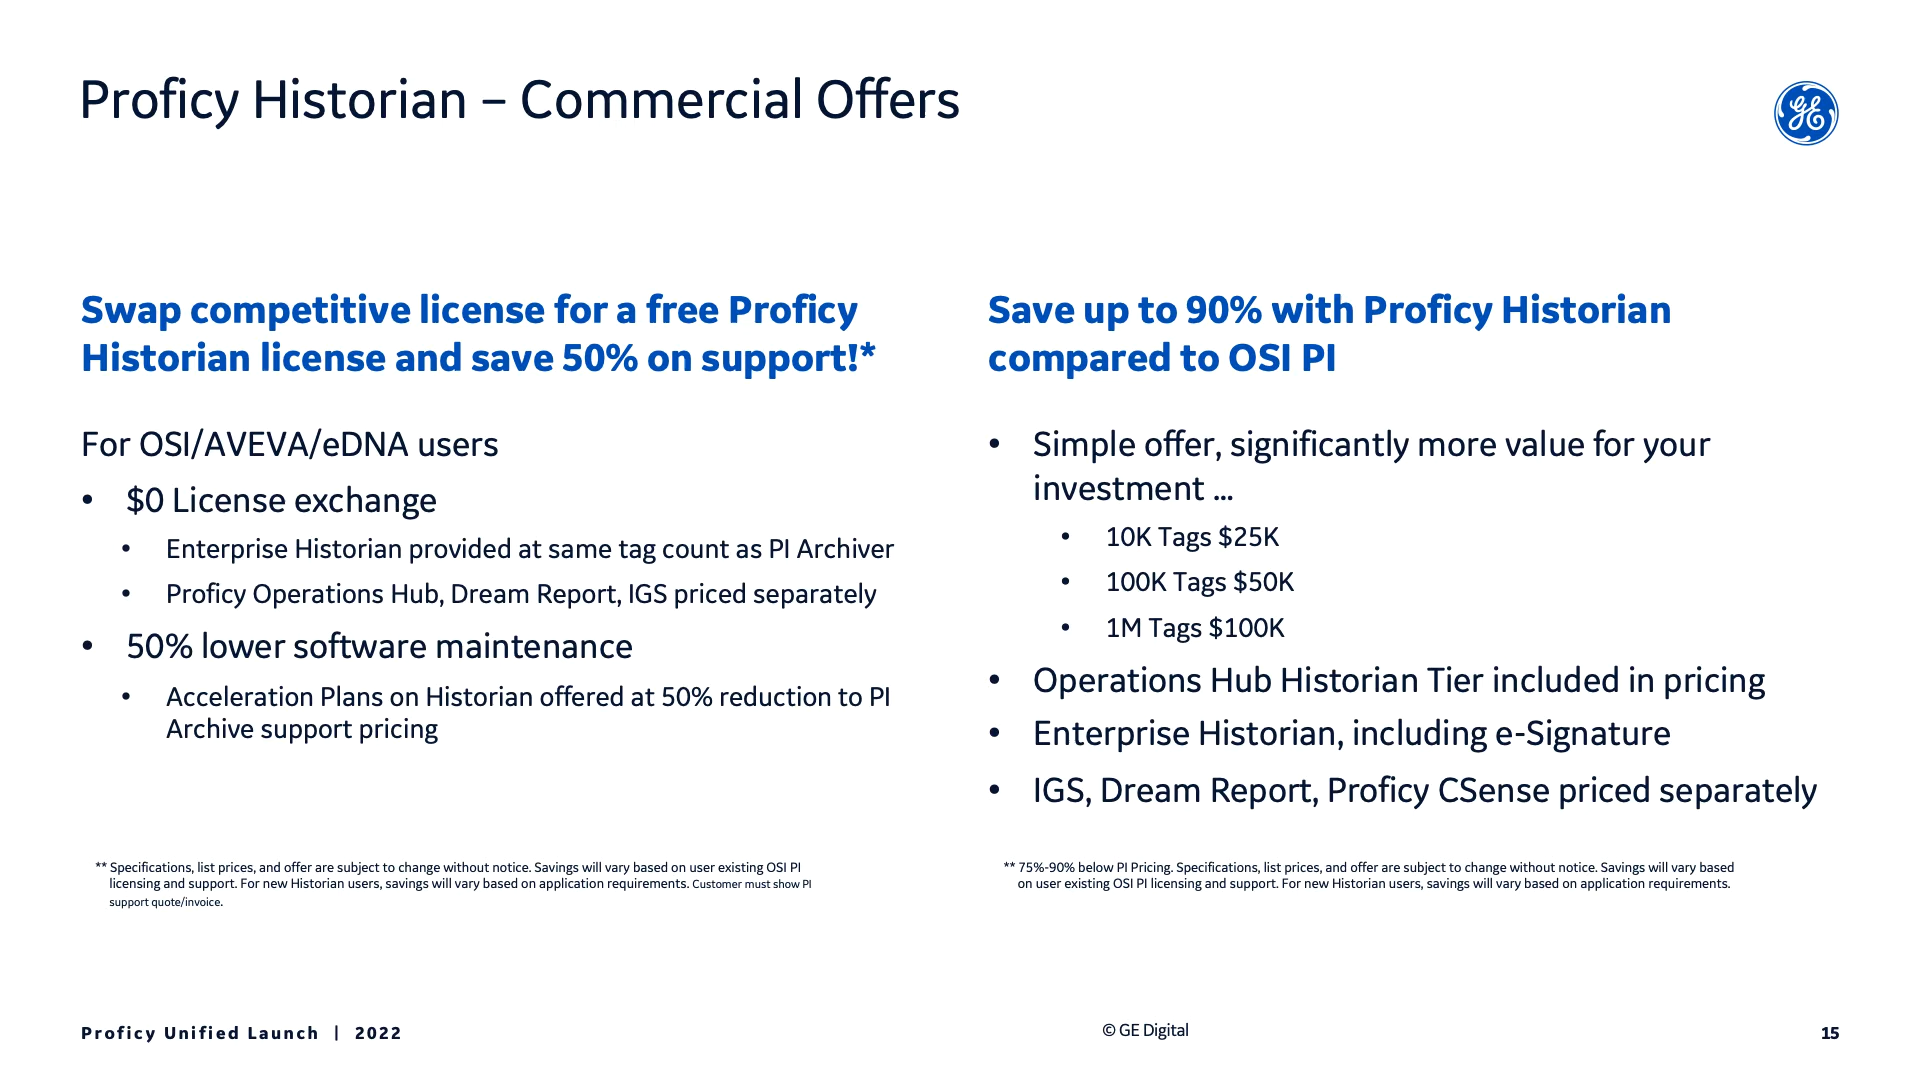 Proficy Historian – Commercial Offers
GE
Swap competitive license for a free Proficy
Historian license and save 50% on support!*
For OSI/AVEVA/eDNA users
• $0 License exchange
• Enterprise Historian provided at same tag count as PI Archiver
• Proficy Operations Hub, Dream Report, IGS priced separately
• 50% lower software maintenance
• Acceleration Plans on Historian offered at 50% reduction to PI
Archive support pricing
** Specifications, list prices, and offer are subject to change without notice. Savings will vary based on user existing OSI PI
licensing and support. For new Historian users, savings will vary based on application requirements. Customer must show PI
support quote/invoice.
Save up to 90% with Proficy Historian
compared to OSI PI
• Simple offer, significantly more value for your
investment ...
• 10K Tags $25K
• 100K Tags $50K
• 1M Tags $100K
• Operations Hub Historian Tier included in pricing
• Enterprise Historian, including e-Signature
• IGS, Dream Report, Proficy CSense priced separately
** 75%-90% below PI Pricing. Specifications, list prices, and offer are subject to change without notice. Savings will vary based
on user existing OSI PI licensing and support. For new Historian users, savings will vary based on application requirements.
Proficy Unified Launch | 2022
© GE Digital
15